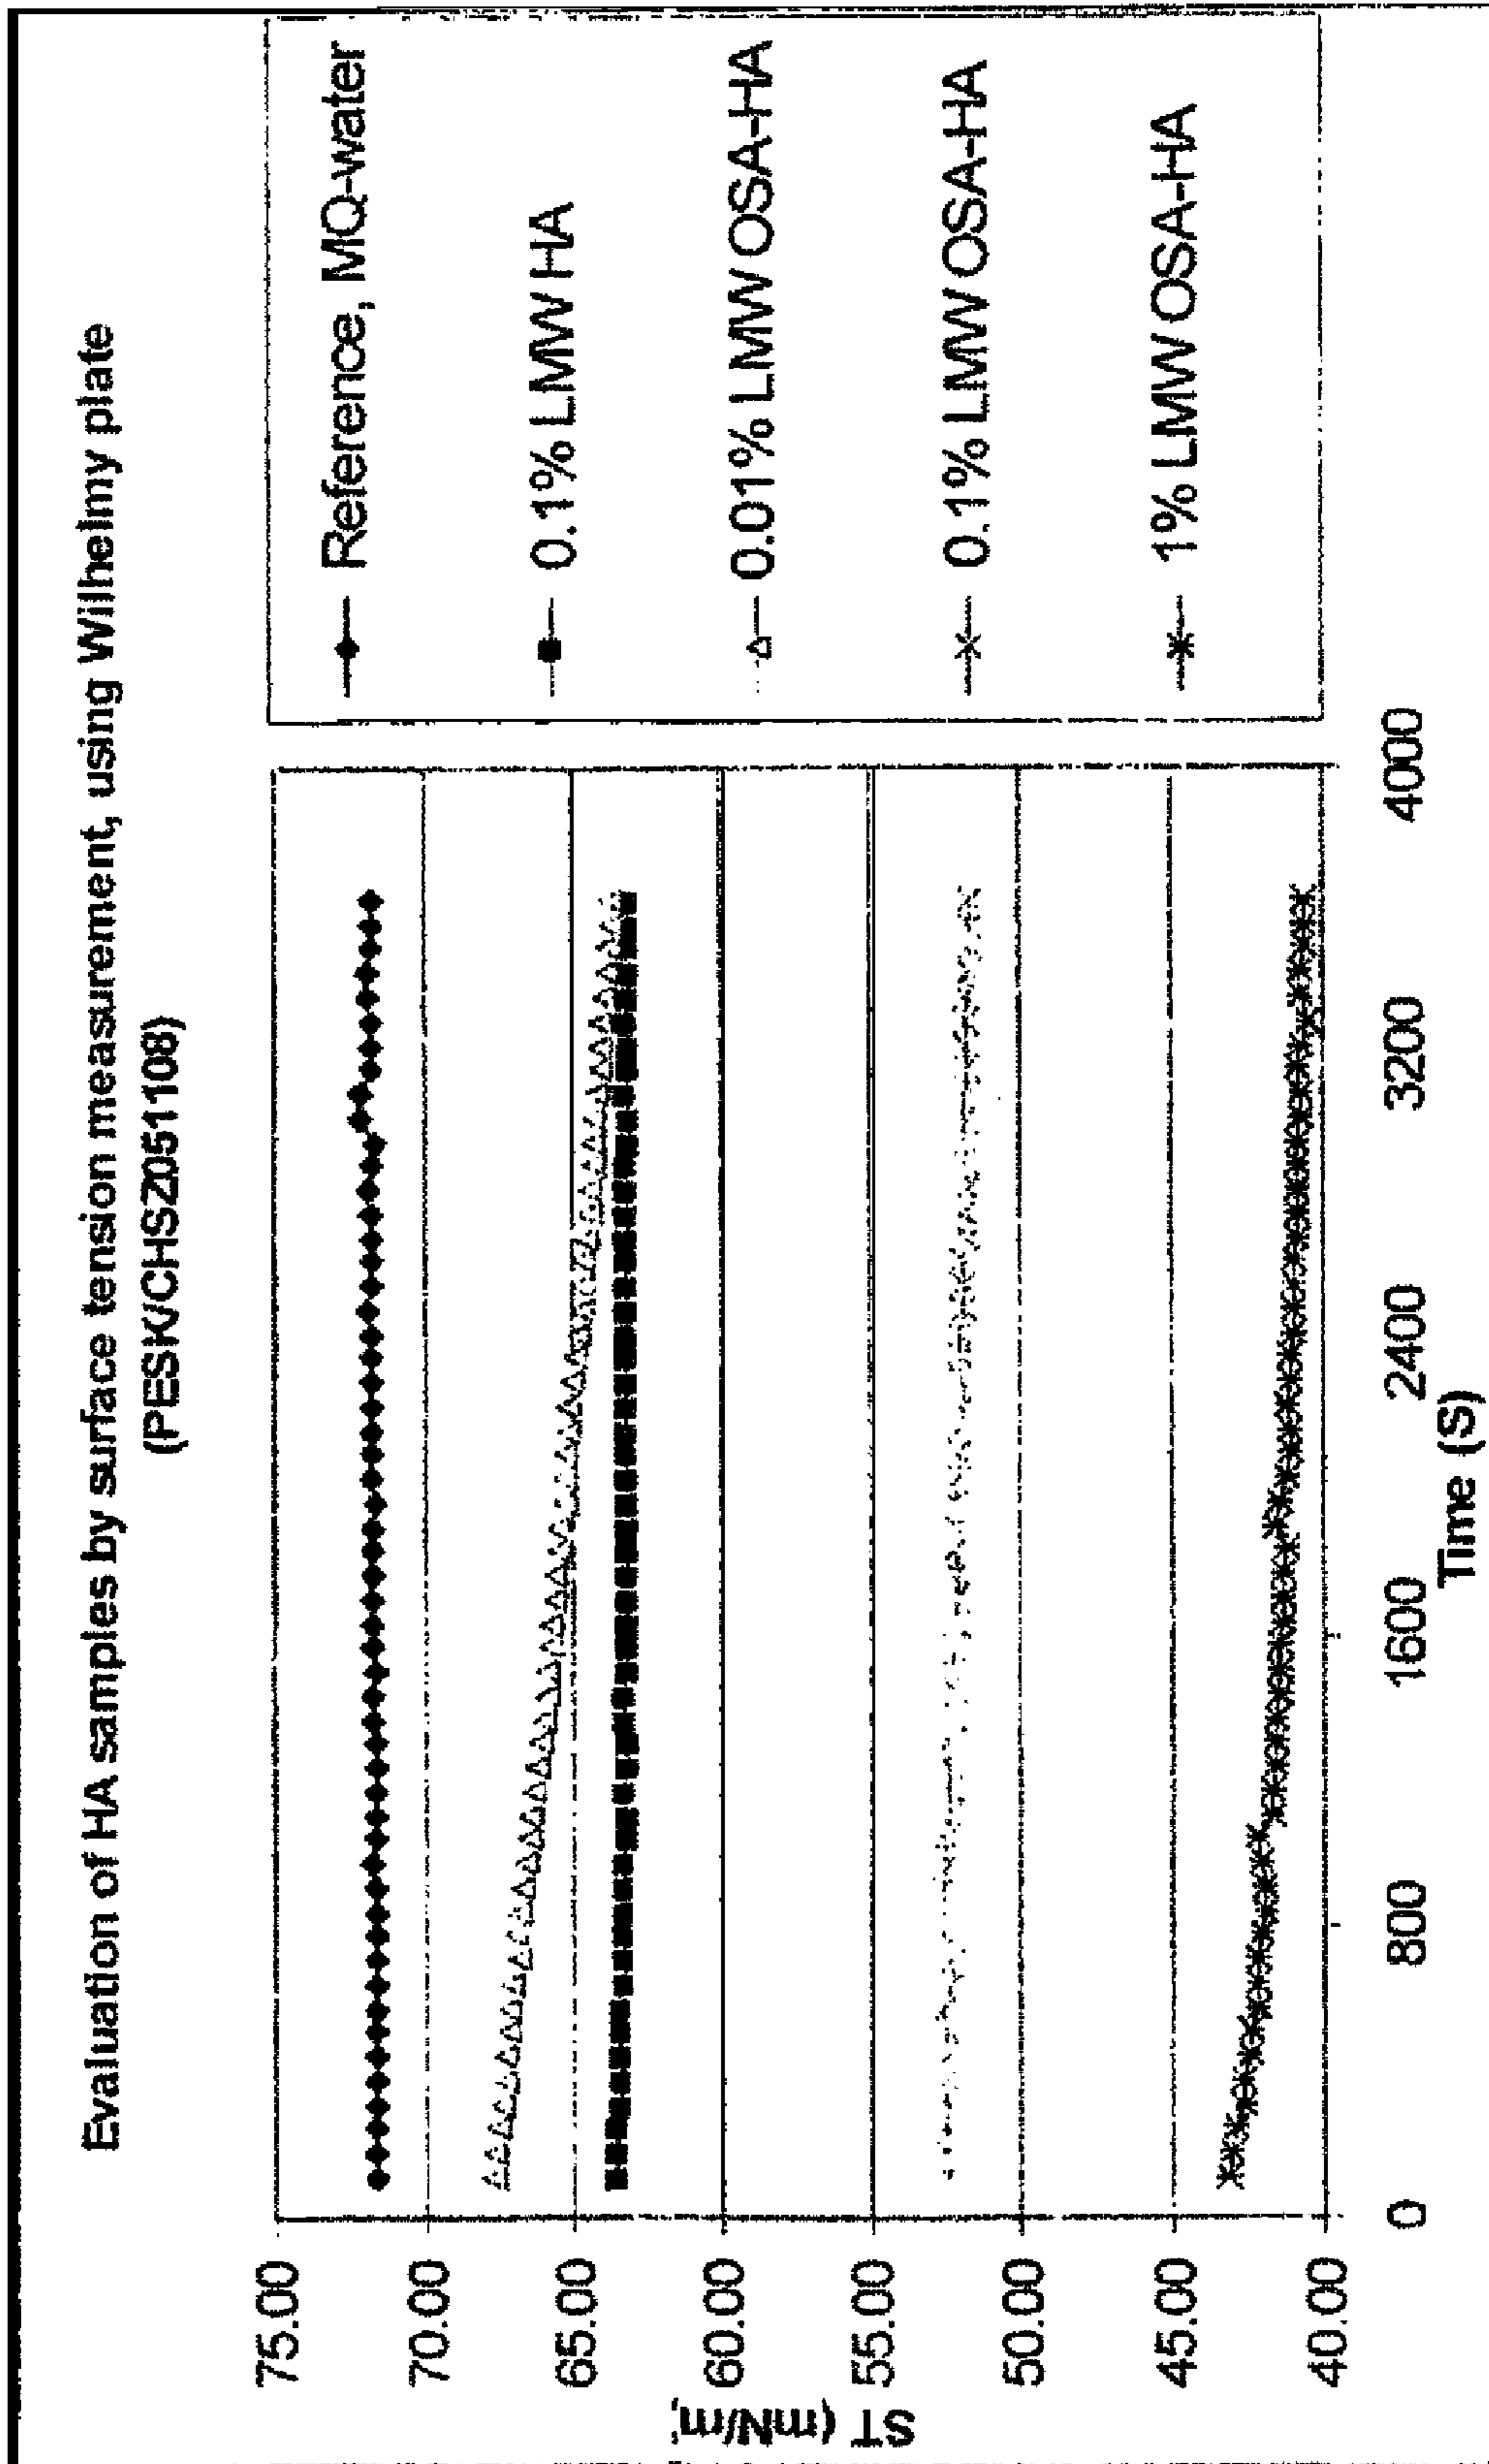 Evaluation of HA samples by surface tension measurement, using Wilhelmy plate
(PESK/CHSZ051108)
ST (mN/m;
75.00
70.00
65.00
60.00
55.00
50.00
45.00
40.00
0
800
1600
2400
3200
4000
Time (S)
Reference, MQ-water
0.1% LMW HA
0.01% LMW OSA-HA
0.1% LMW OSA-HA
1% LMW OSA-HA